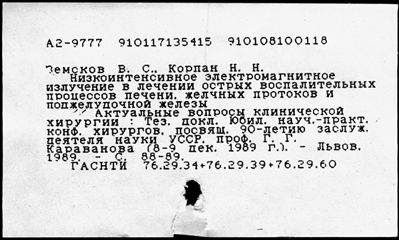 А2-9777 910117135415 910108100118
Земсков В. С., Корпан Н. Н.
Низкоинтенсивное электромагнитное
излучение в лечении острых воспалительных
процессов печени, желчных протоков и
поджелудочной железы
// Актуальные вопросы клинической
хирургии : Тез. докл. юбил. науч.-практ.
конф. хирургов, посвящ. 90-летию заслуж.
деятеля науки УССР, проф. Г. Г.
Караванова (8-9 дек. 1989 г.). - Львов,
1989. - С. 88-89.
ГАСНТИ 76.29.34+76.29.39+76.29.60